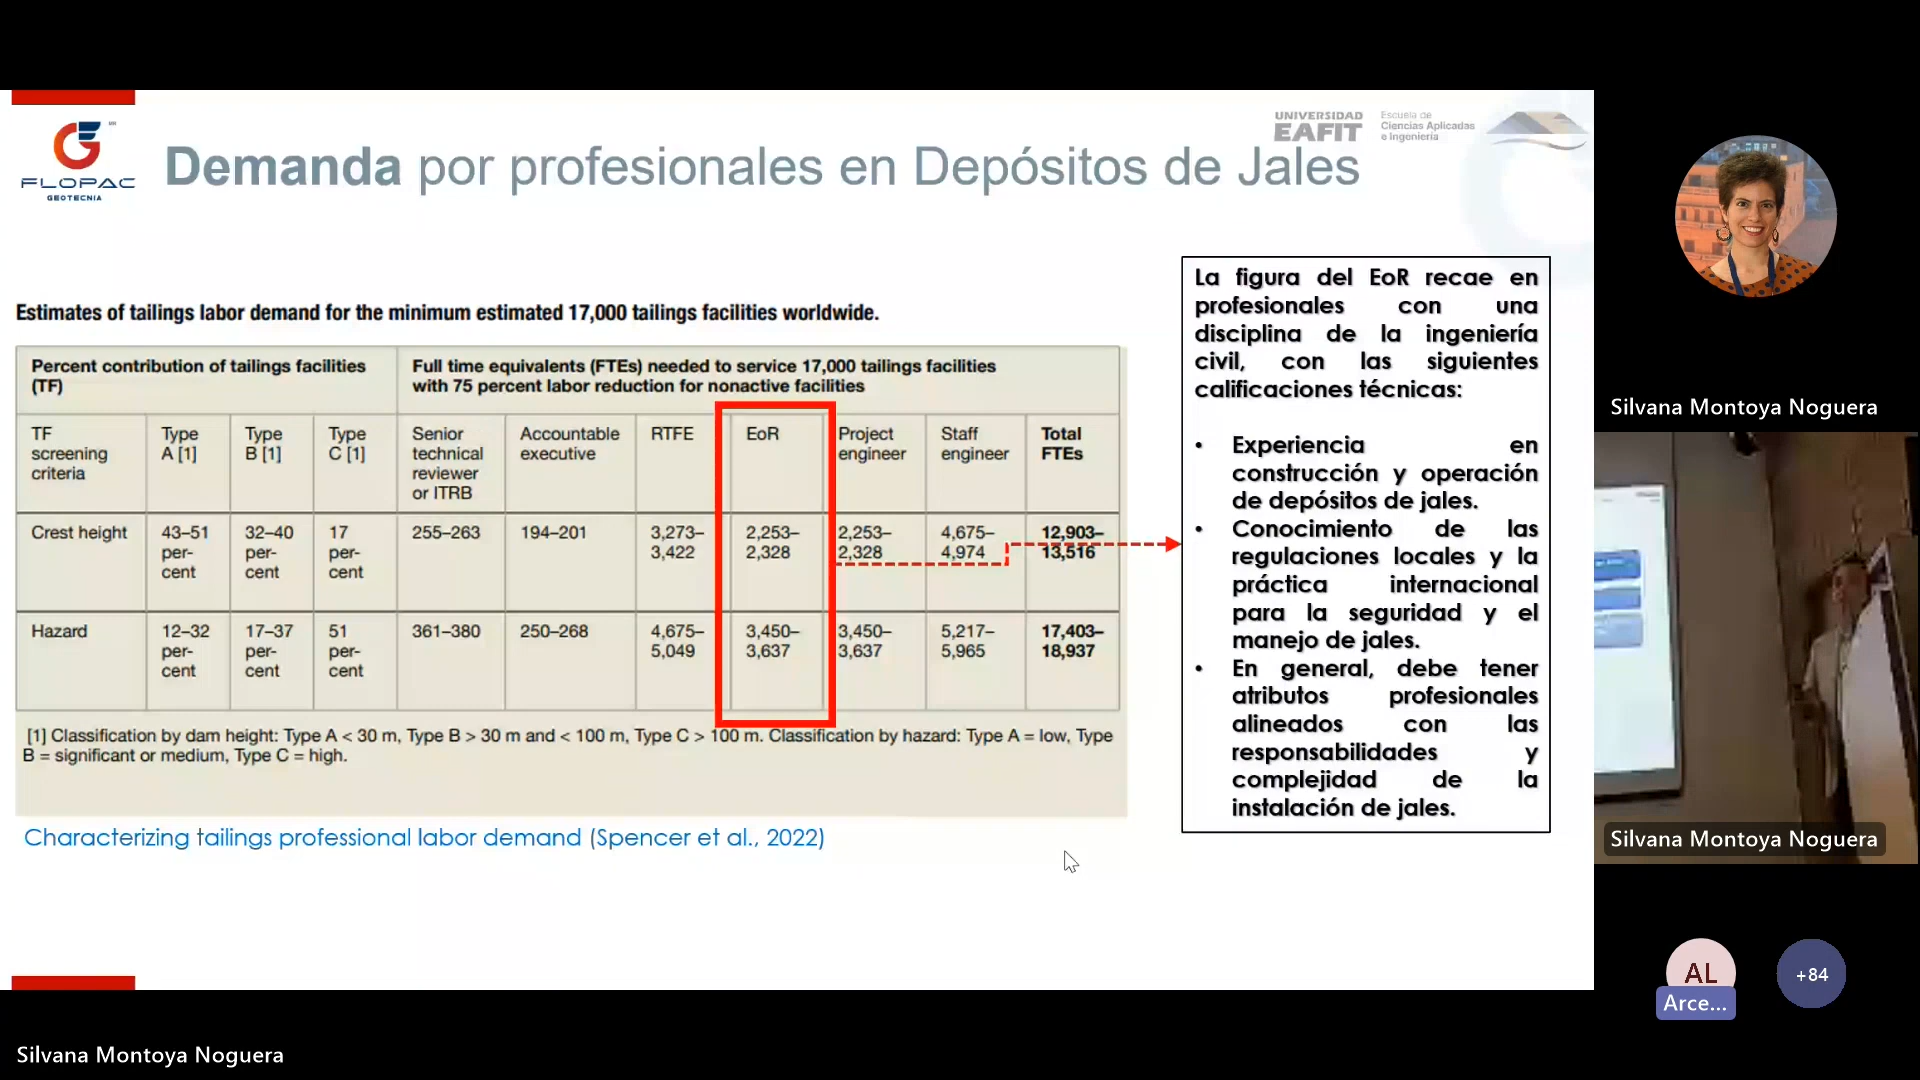 FLOPAC
GEOTECNIA
Demanda por profesionales en Depósitos de Jales
UNIVERSIDAD
EAFIT
Escuela de
Ciencias Aplicadas
e Ingeniería
Estimates of tailings labor demand for the minimum estimated 17,000 tailings facilities worldwide.
Percent contribution of tailings facilities
(TF)
Full time equivalents (FTEs) needed to service 17,000 tailings facilities
with 75 percent labor reduction for nonactive facilities
TF
screening
criteria
Type
A [1]
Type
B [1]
Type
C [1]
Senior
technical
reviewer
or ITRB
Accountable
executive
RTFE
EoR
Project
engineer
Staff
engineer
Total
FTEs
Crest height
43–51
per-
cent
32–40
per-
cent
17
per-
cent
255–263
194–201
3,273–
3,422
2,253–
2,328
2,253–
2,328
4,675–
4,974
12,903–
13,516
Hazard
12–32
per-
cent
17–37
per-
cent
51
per-
cent
361–380
250–268
4,675–
5,049
3,450–
3,637
3,450–
3,637
5,217–
5,965
17,403–
18,937
[1] Classification by dam height: Type A < 30 m, Type B > 30 m and < 100 m, Type C > 100 m. Classification by hazard: Type A = low, Type
B = significant or medium, Type C = high.
Characterizing tailings professional labor demand (Spencer et al., 2022)
La figura del EoR recae en
profesionales con una
disciplina de la ingeniería
civil, con las siguientes
calificaciones técnicas:
• Experiencia en
construcción y operación
de depósitos de jales.
• Conocimiento de las
regulaciones locales y la
práctica internacional
para la seguridad y el
manejo de jales.
• En general, debe tener
atributos profesionales
alineados con las
responsabilidades y
complejidad de la
instalación de jales.
Silvana Montoya Noguera
Silvana Montoya Noguera
AL
Arce...
+84
Silvana Montoya Noguera